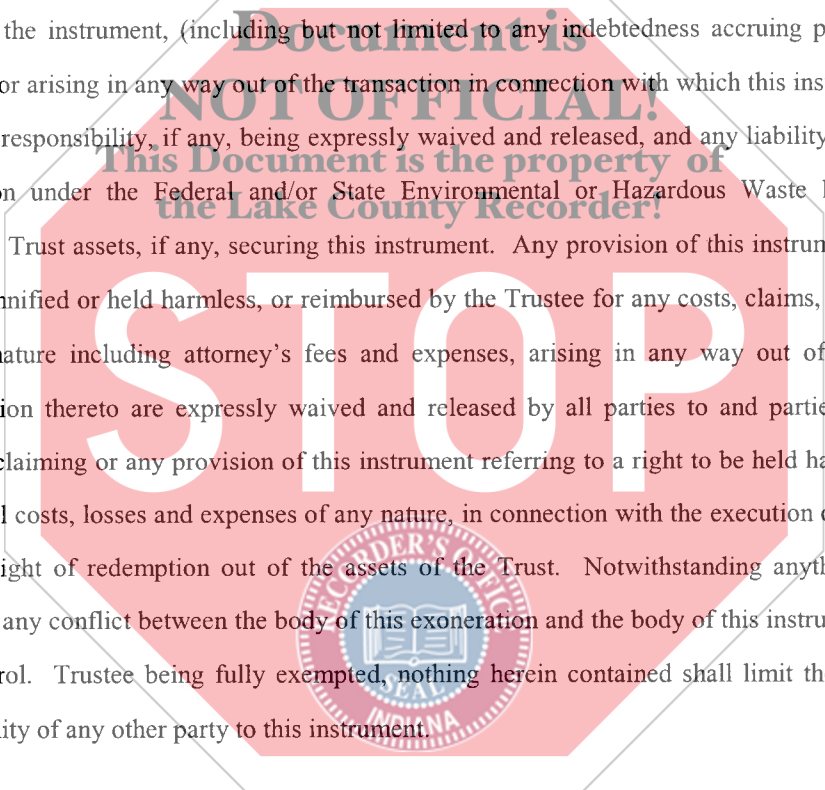 the instrument, (including but not limited to any indebtedness accruing p
Document is
or arising in any way out of the transaction in connection with which this ins
NOT OFFICIAL!
responsibility, if any, being expressly waived and released, and any liability
This Document is the property of
on under the Federal and/or State Environmental or Hazardous Waste
the Lake County Recorder!
Trust assets, if any, securing this instrument. Any provision of this instrum
nnified or held harmless, or reimbursed by the Trustee for any costs, claims,
STOP
nature including attorney's fees and expenses, arising in any way out of
ion thereto are expressly waived and released by all parties to and partie
claiming or any provision of this instrument referring to a right to be held ha
l costs, losses and expenses of any nature, in connection with the execution
RECORDER'S OFFIC
ight of redemption out of the assets of the Trust. Notwithstanding anyth
any conflict between the body of this exoneration and the body of this instru
rol. Trustee being fully exempted, nothing herein contained shall limit th
SEAL
INDIANA
ity of any other party to this instrument.